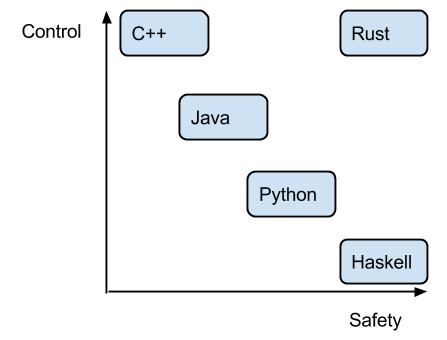 Control
C++
Rust
Java
Python
Haskell
Safety